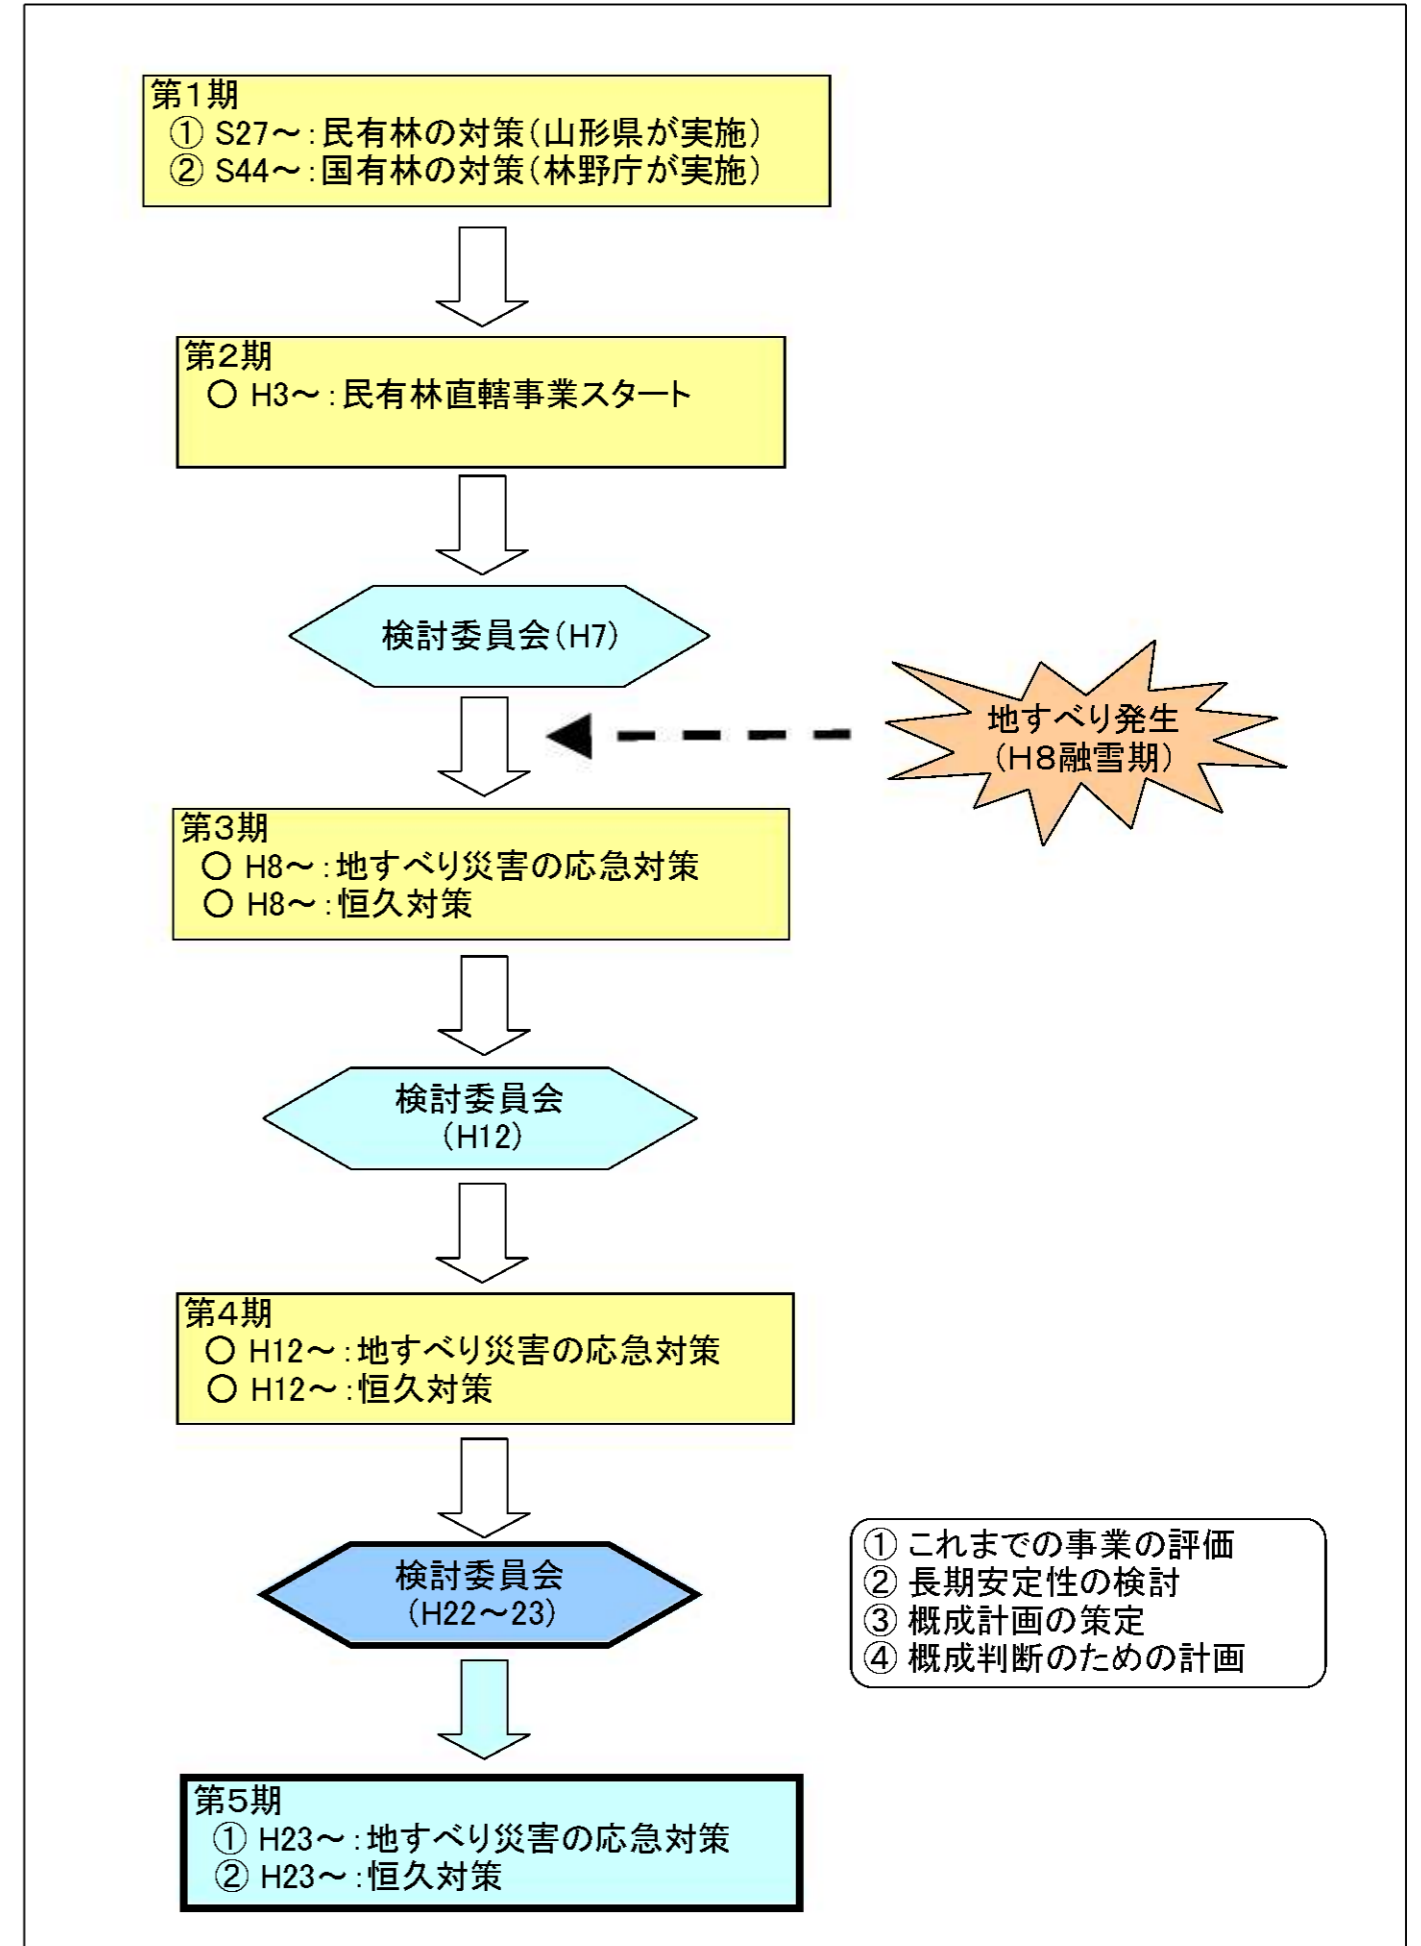 第1期
① S27～：民有林の対策（山形県が実施）
② S44～：国有林の対策（林野庁が実施）
第2期
○ H3～：民有林直轄事業スタート
検討委員会（H7）
地すべり発生
（H8融雪期）
第3期
○ H8～：地すべり災害の応急対策
○ H8～：恒久対策
検討委員会
（H12）
第4期
○ H12～：地すべり災害の応急対策
○ H12～：恒久対策
検討委員会
（H22～23）
① これまでの事業の評価
② 長期安定性の検討
③ 概成計画の策定
④ 概成判断のための計画
第5期
① H23～：地すべり災害の応急対策
② H23～：恒久対策